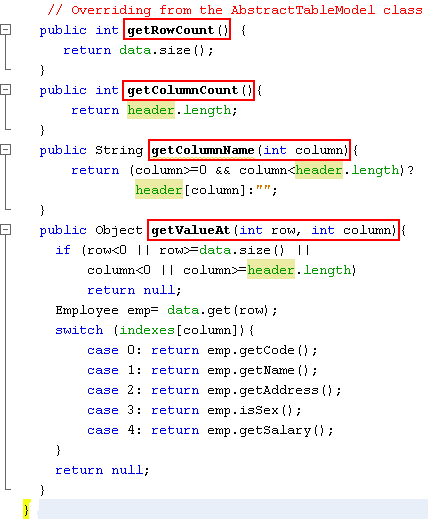 // Overriding from the AbstractTableModel class
public int getRowCount() {
return data.size();
}
public int getColumnCount(){
return header.length;
}
public String getColumnName(int column){
return (column>=0 && column<header.length)?
header[column]:"";
}
public Object getValueAt(int row, int column){
if (row<0 || row>=data.size() ||
column<0 || column>=header.length)
return null;
Employee emp= data.get(row);
switch (indexes[column]){
case 0: return emp.getCode();
case 1: return emp.getName();
case 2: return emp.getAddress();
case 3: return emp.isSex();
case 4: return emp.getSalary();
}
return null;
}
}